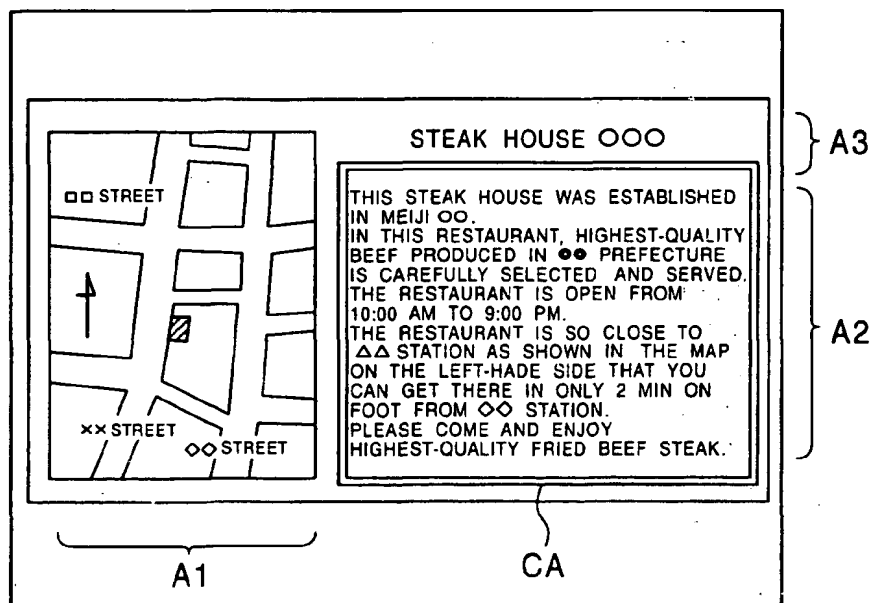 STEAK HOUSE ○○○
A3
□□ STREET
×× STREET
◇◇ STREET
THIS STEAK HOUSE WAS ESTABLISHED
IN MEIJI ○○.
IN THIS RESTAURANT, HIGHEST-QUALITY
BEEF PRODUCED IN ●● PREFECTURE
IS CAREFULLY SELECTED AND SERVED.
THE RESTAURANT IS OPEN FROM
10:00 AM TO 9:00 PM.
THE RESTAURANT IS SO CLOSE TO
△△ STATION AS SHOWN IN THE MAP
ON THE LEFT-HADE SIDE THAT YOU
CAN GET THERE IN ONLY 2 MIN ON
FOOT FROM ◇◇ STATION.
PLEASE COME AND ENJOY
HIGHEST-QUALITY FRIED BEEF STEAK.
A2
A1
CA